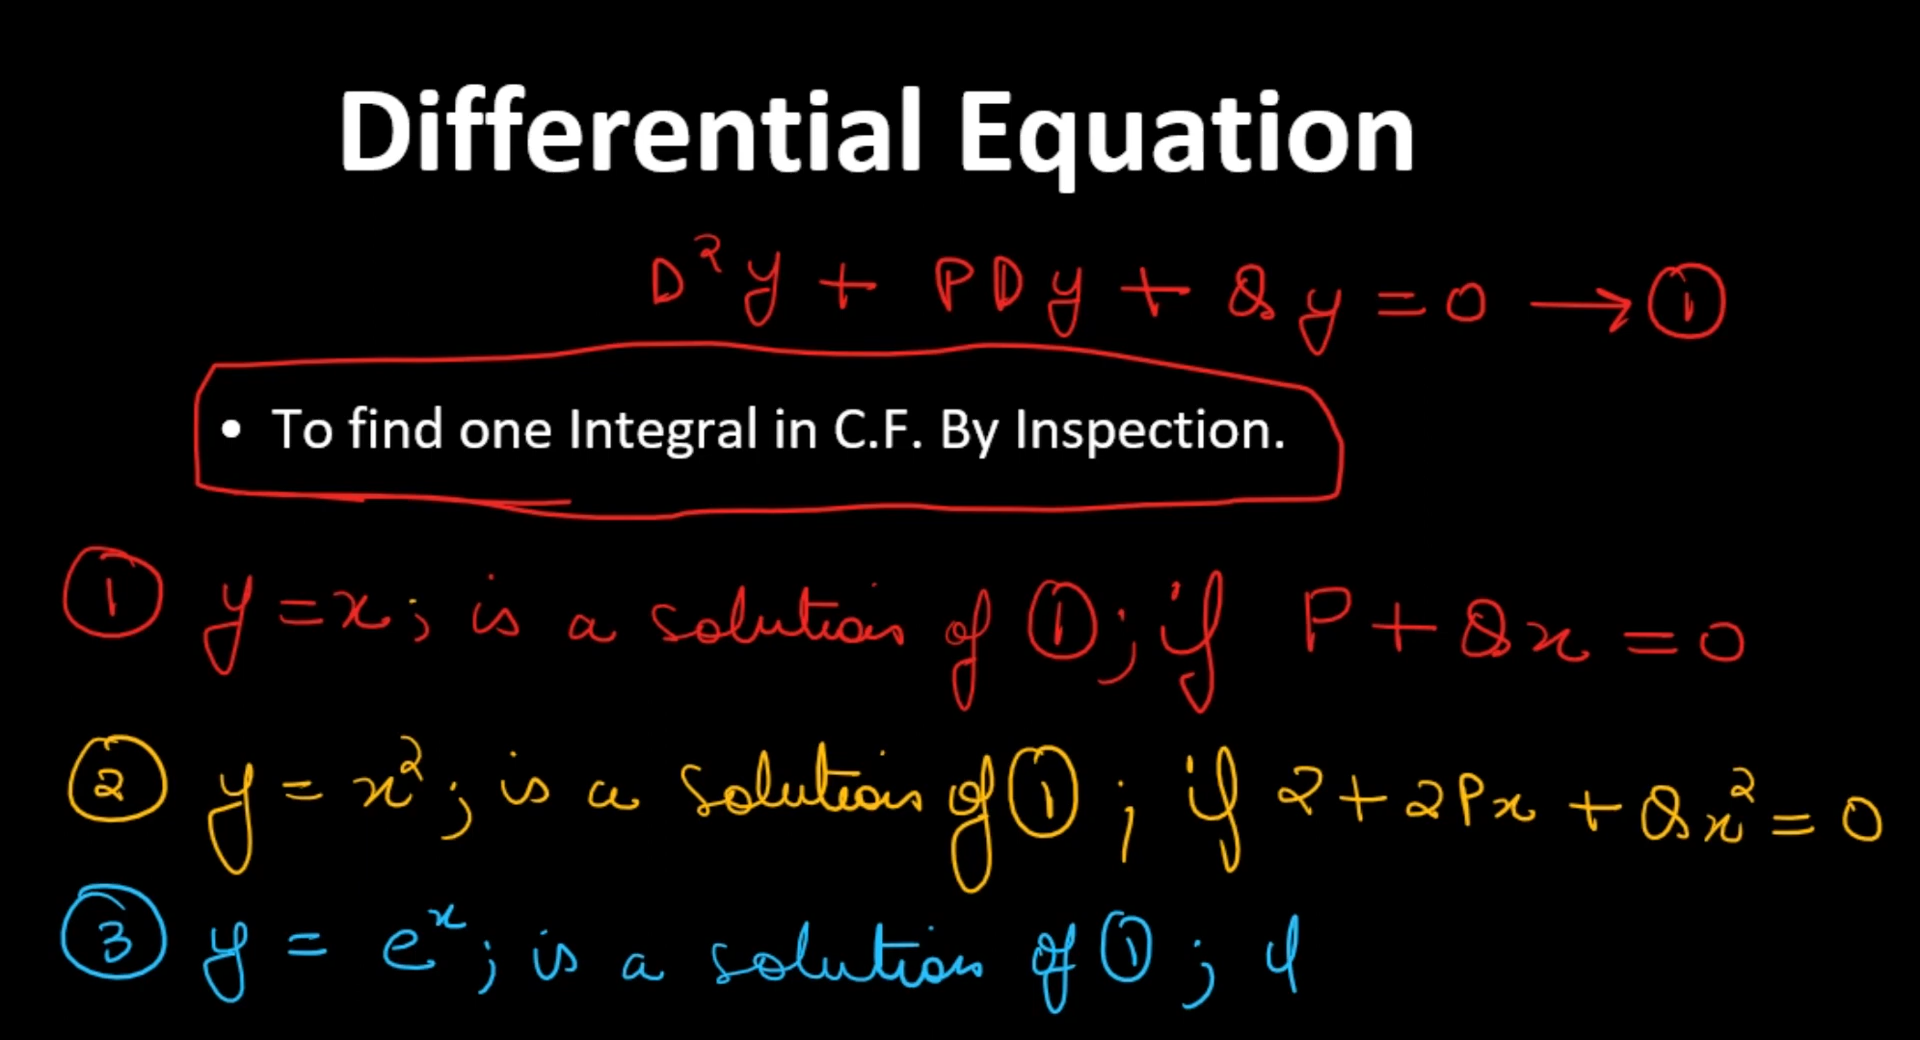 Differential Equation
D²y + PDy + Qy = 0 → ①
• To find one Integral in C.F. By Inspection.
① y = x; is a solution of ①; if P + Qx = 0
② y = x²; is a solution of ①; if 2 + 2Px + Qx² = 0
③ y = eˣ; is a solution of ①;